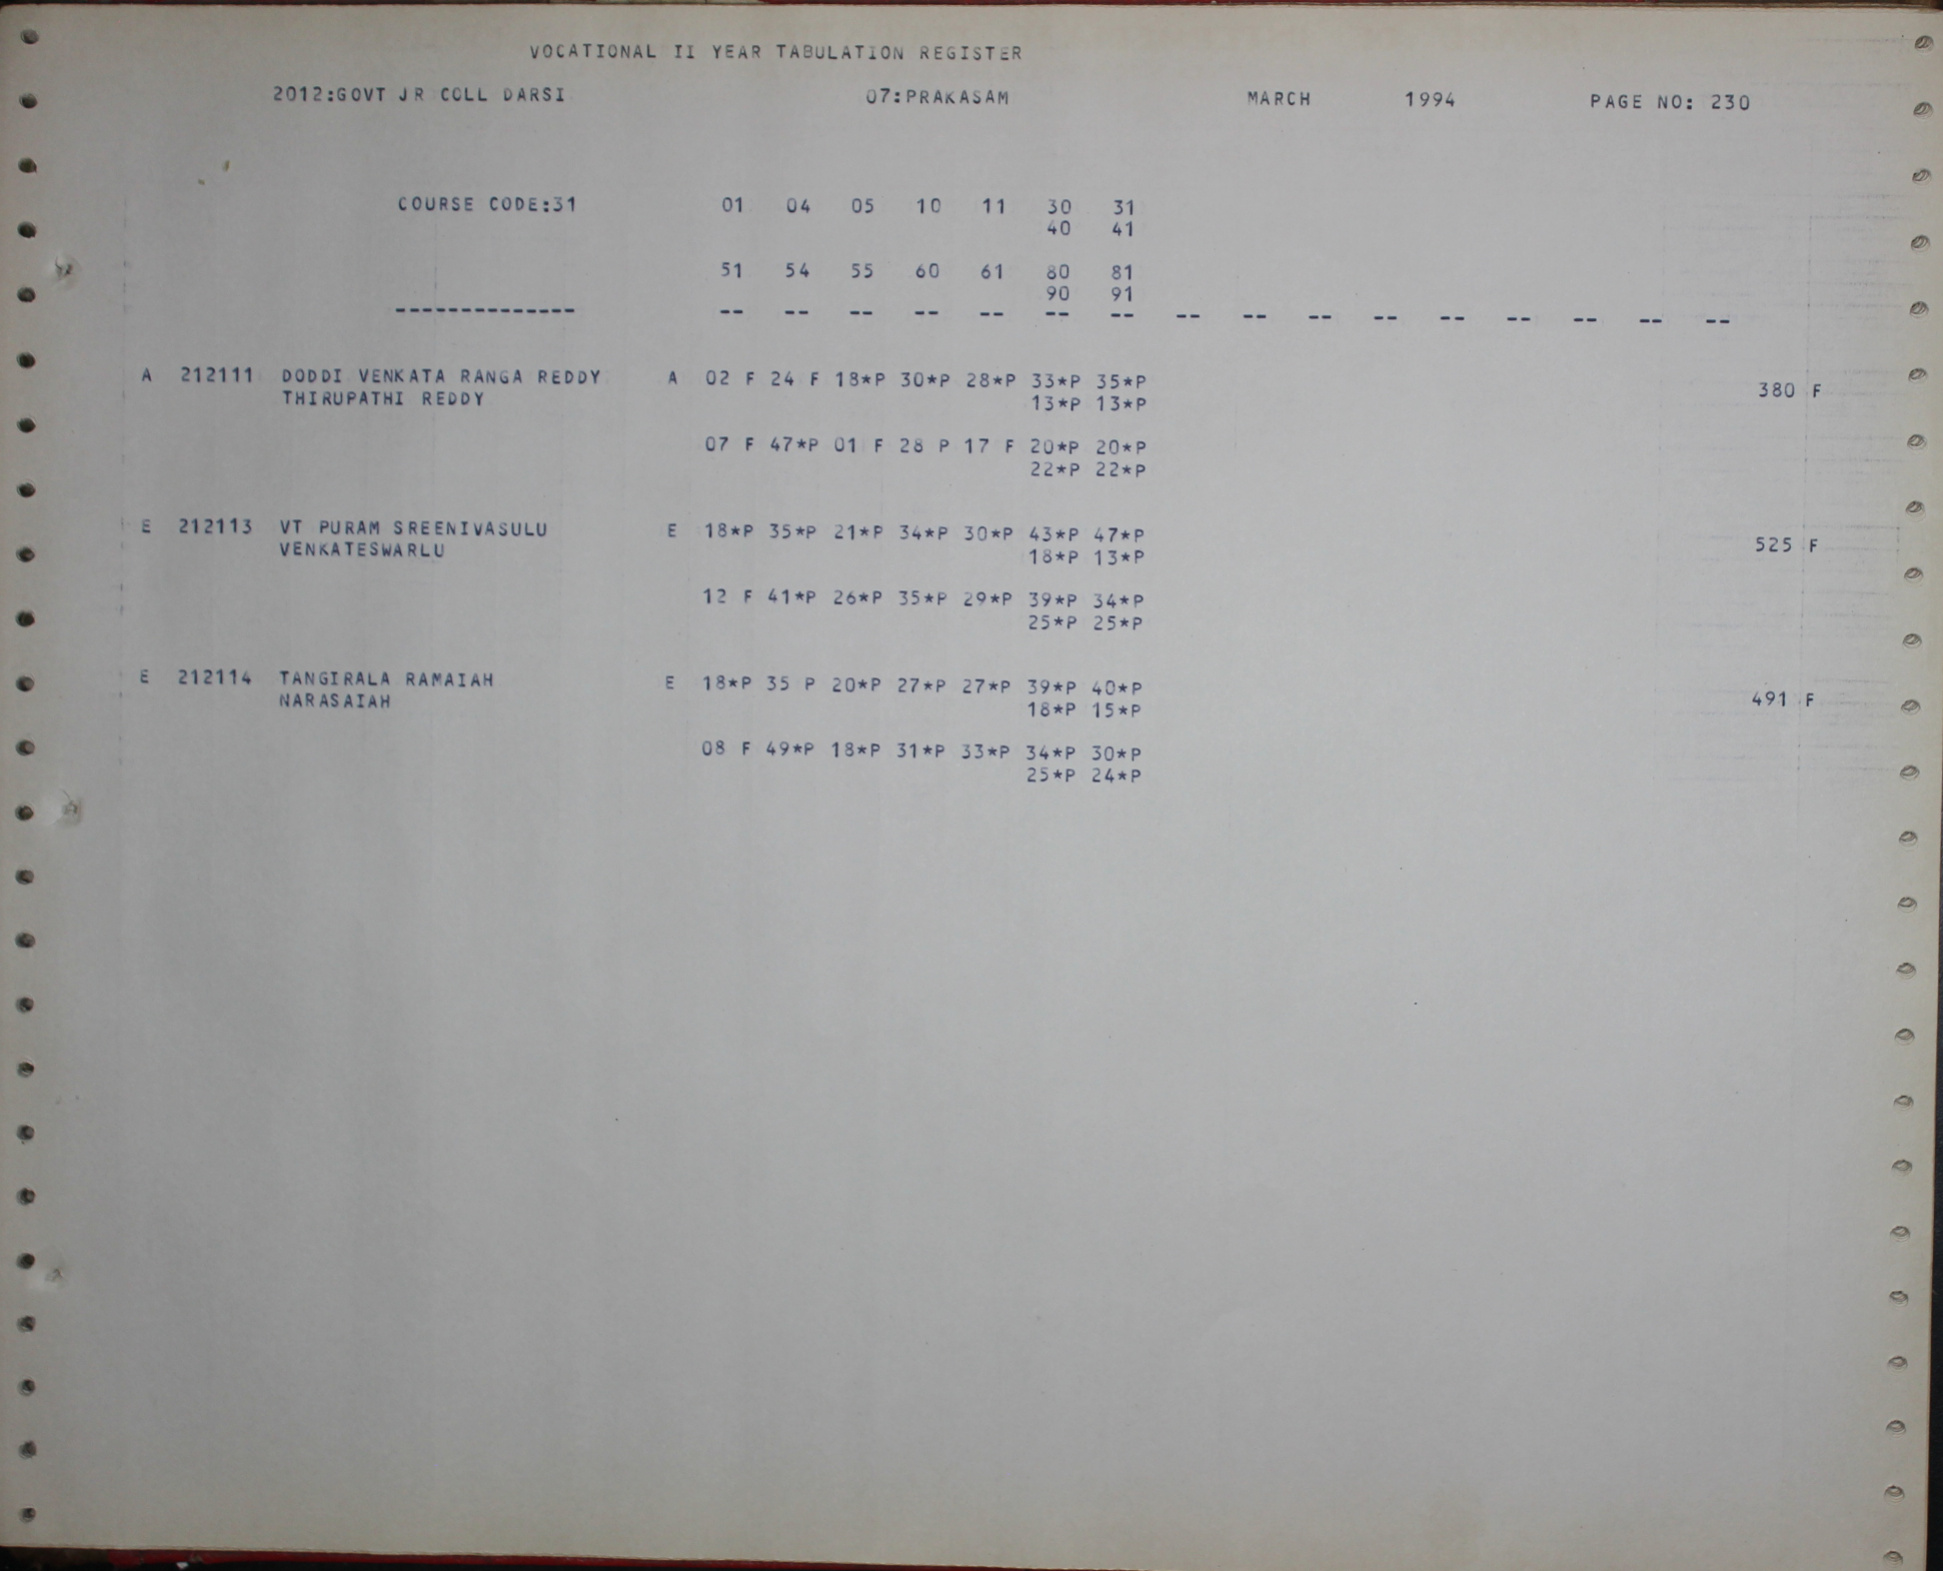 VOCATIONAL II YEAR TABULATION REGISTER
2012:GOVT JR COLL DARSI 07:PRAKASAM MARCH 1994 PAGE NO: 230
COURSE CODE:31 01 04 05 10 11 30 31
40 41
51 54 55 60 61 80 81
90 91
-------------- -- -- -- -- -- -- -- -- -- -- -- -- -- -- -- --
A 212111 DODDI VENKATA RANGA REDDY A 02 F 24 F 18*P 30*P 28*P 33*P 35*P 380 F
THIRUPATHI REDDY 13*P 13*P
07 F 47*P 01 F 28 P 17 F 20*P 20*P
22*P 22*P
E 212113 VT PURAM SREENIVASULU E 18*P 35*P 21*P 34*P 30*P 43*P 47*P 525 F
VENKATESWARLU 18*P 13*P
12 F 41*P 26*P 35*P 29*P 39*P 34*P
25*P 25*P
E 212114 TANGIRALA RAMAIAH E 18*P 35 P 20*P 27*P 27*P 39*P 40*P 491 F
NARASAIAH 18*P 15*P
08 F 49*P 18*P 31*P 33*P 34*P 30*P
25*P 24*P